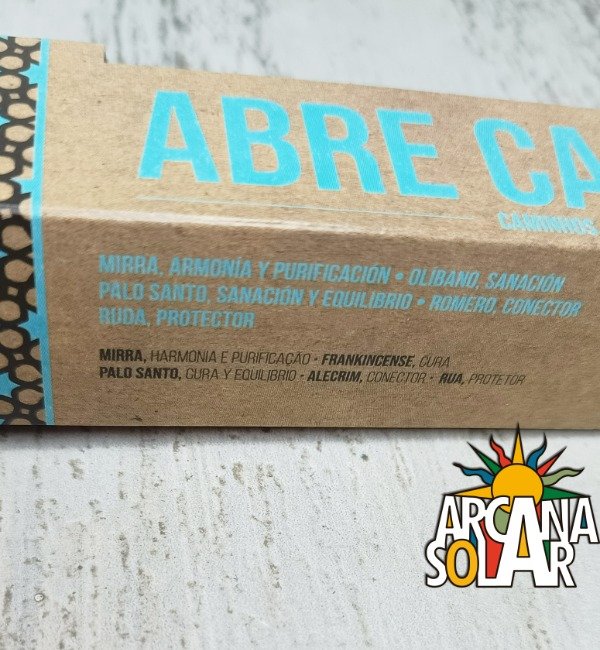 ABRE CA
CAMINHOS
MIRRA, ARMONÍA Y PURIFICACIÓN • OLIBANO, SANACIÓN
PALO SANTO, SANACIÓN Y EQUILIBRIO • ROMERO, CONECTOR
RUDA, PROTECTOR
MIRRA, HARMONIA E PURIFICAÇÃO • FRANKINCENSE, CURA
PALO SANTO, CURA Y EQUILIBRIO • ALECRIM, CONECTOR • RUA, PROTETOR
ARCANA
SOLAR